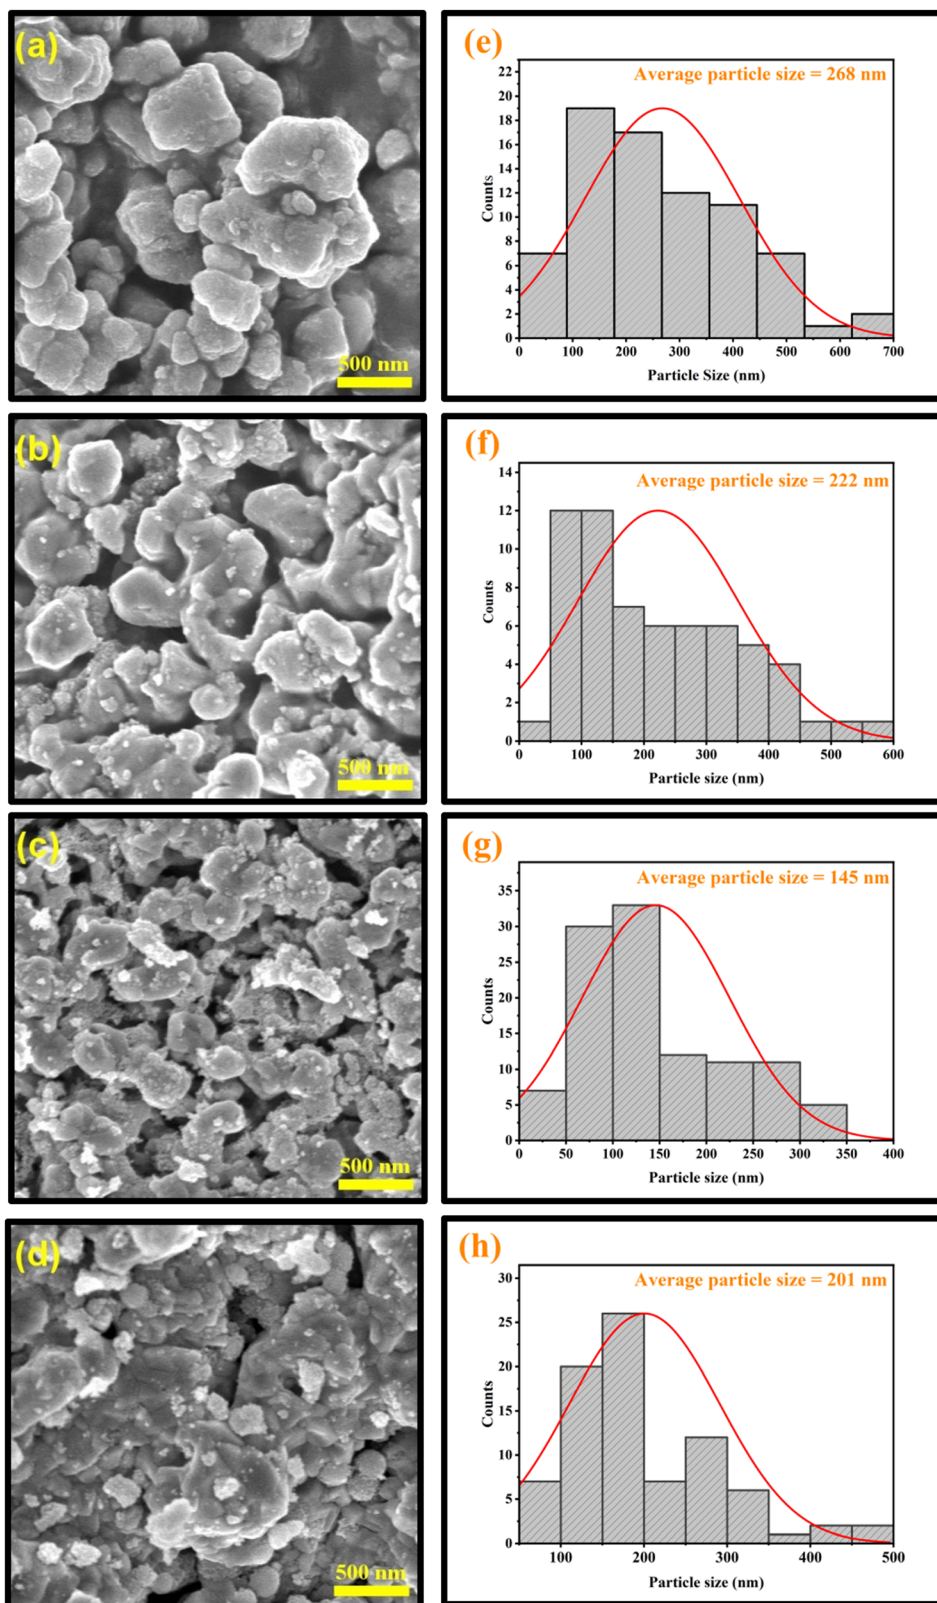 (a)
500 nm
(e)
Average particle size = 268 nm
22
20
19
18
16
14
12
10
8
6
4
2
0
Counts
0 100 200 300 400 500 600 700
Particle Size (nm)
(b)
500 nm
(f)
Average particle size = 222 nm
14
12
10
8
6
4
2
0
Counts
0 100 200 300 400 500 600
Particle size (nm)
(c)
500 nm
(g)
Average particle size = 145 nm
35
30
25
20
15
10
5
0
Counts
0 50 100 150 200 250 300 350 400
Particle size (nm)
(d)
500 nm
(h)
Average particle size = 201 nm
30
25
20
15
10
5
0
Counts
100 200 300 400 500
Particle size (nm)